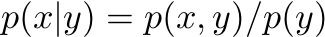 p(x|y) = p(x, y)/p(y)